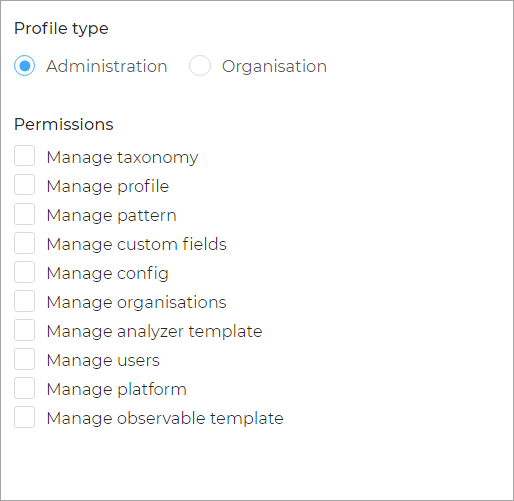 Profile type
Administration Organisation
Permissions
Manage taxonomy
Manage profile
Manage pattern
Manage custom fields
Manage config
Manage organisations
Manage analyzer template
Manage users
Manage platform
Manage observable template